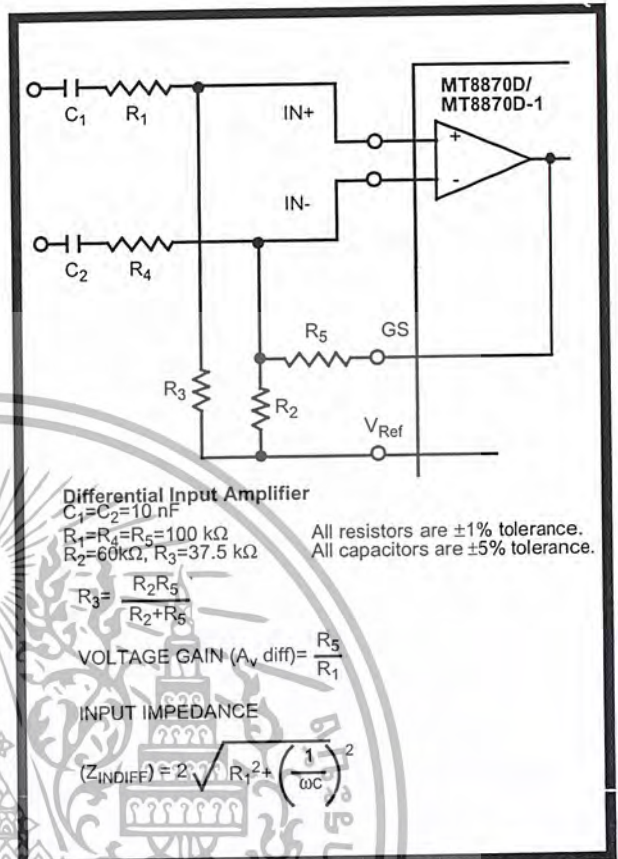 MT8870D/
MT8870D-1
C₁ R₁ IN+
+
-
IN-
C₂ R₄
R₅ GS
R₃ R₂
V_Ref
Differential Input Amplifier
C₁=C₂=10 nF
R₁=R₄=R₅=100 kΩ All resistors are ±1% tolerance.
R₂=60kΩ, R₃=37.5 kΩ All capacitors are ±5% tolerance.
R₃= R₂R₅ / R₂+R₅
VOLTAGE GAIN (Aᵥ diff)= R₅ / R₁
INPUT IMPEDANCE
(Z_INDIFF) = 2 √ R₁²+ ( 1 / ωc )²